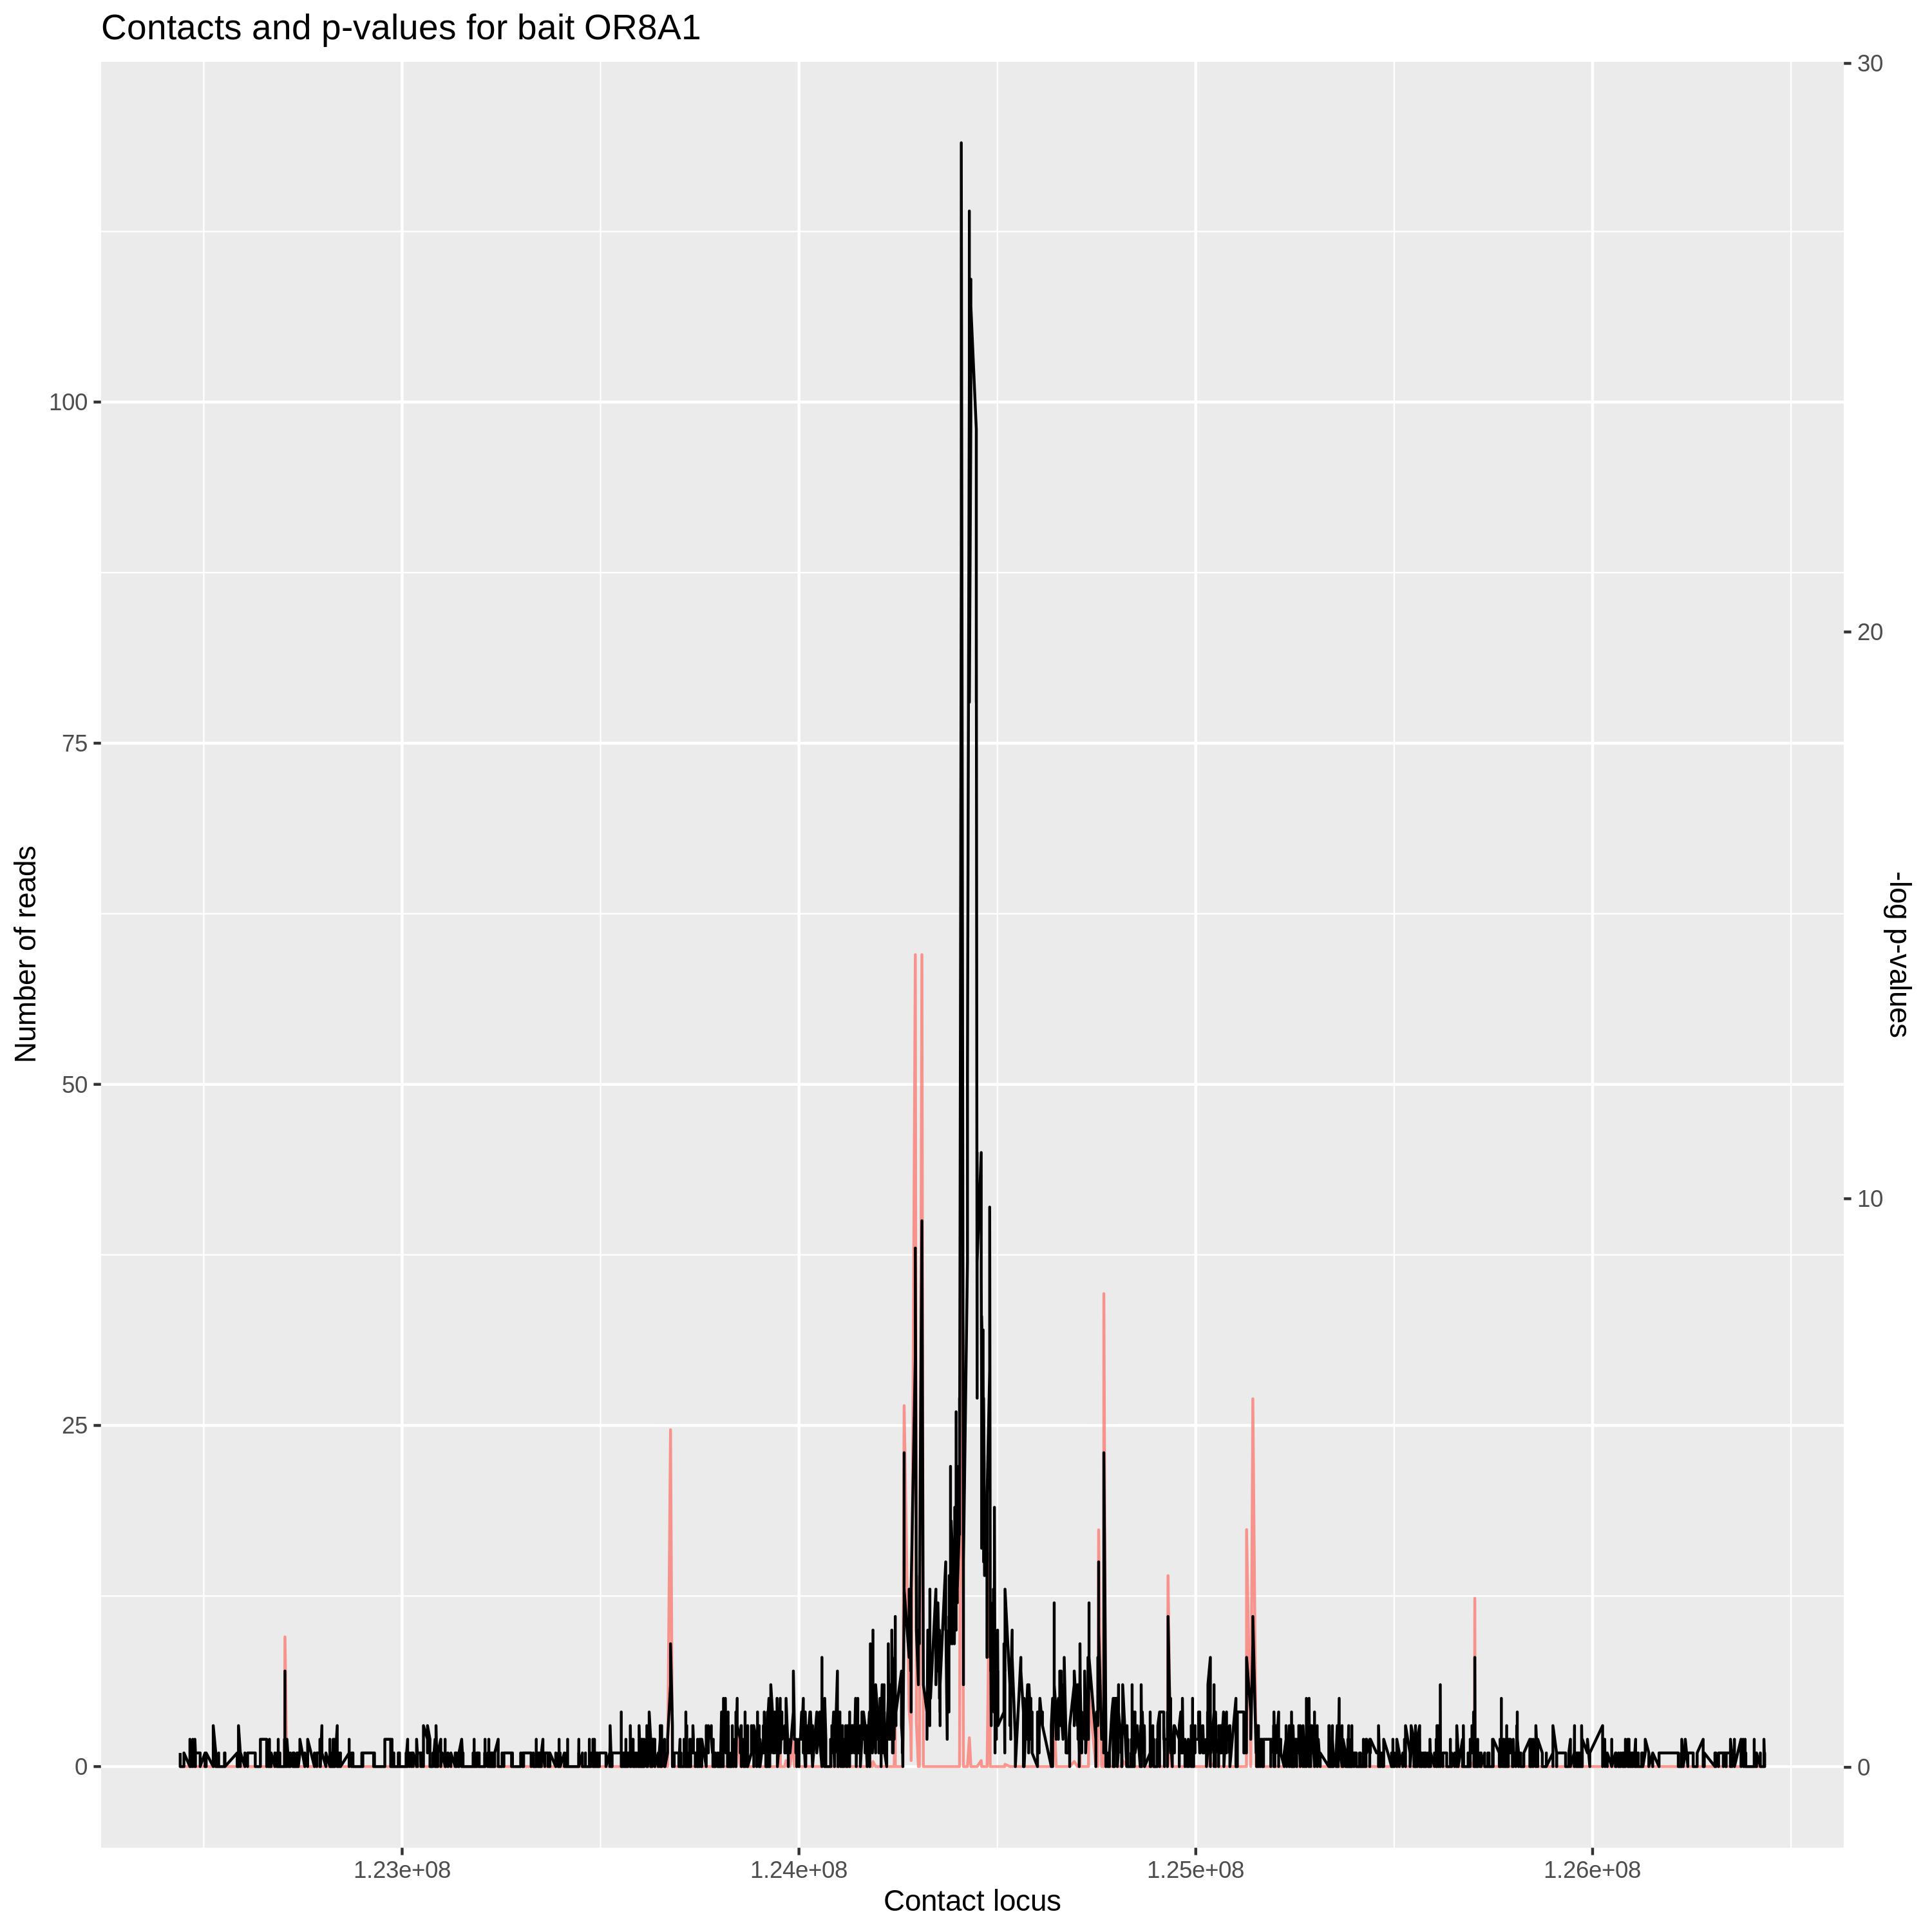 Contacts and p-values for bait OR8A1
Number of reads
100
75
50
25
0
30
20
10
0
-log p-values
1.23e+08
1.24e+08
1.25e+08
1.26e+08
Contact locus